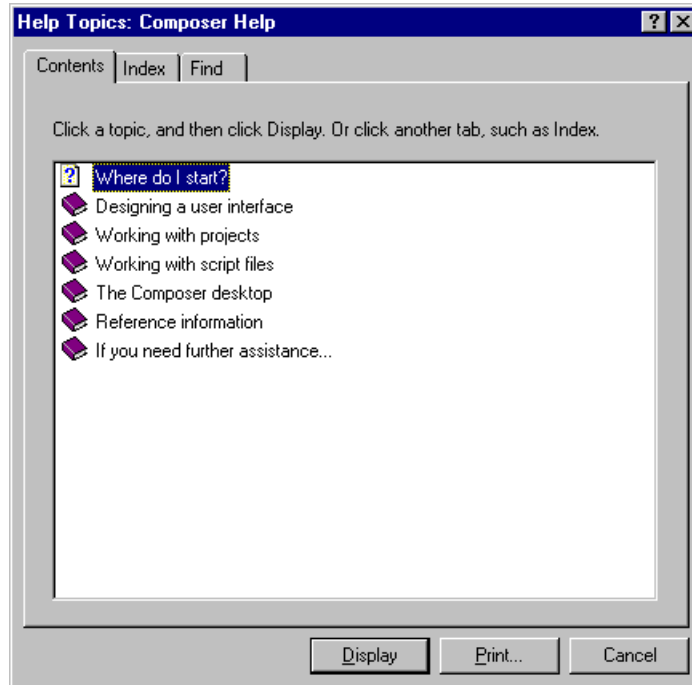 Help Topics: Composer Help
Contents Index Find
Click a topic, and then click Display. Or click another tab, such as Index.
Where do I start?
Designing a user interface
Working with projects
Working with script files
The Composer desktop
Reference information
If you need further assistance...
Display Print... Cancel